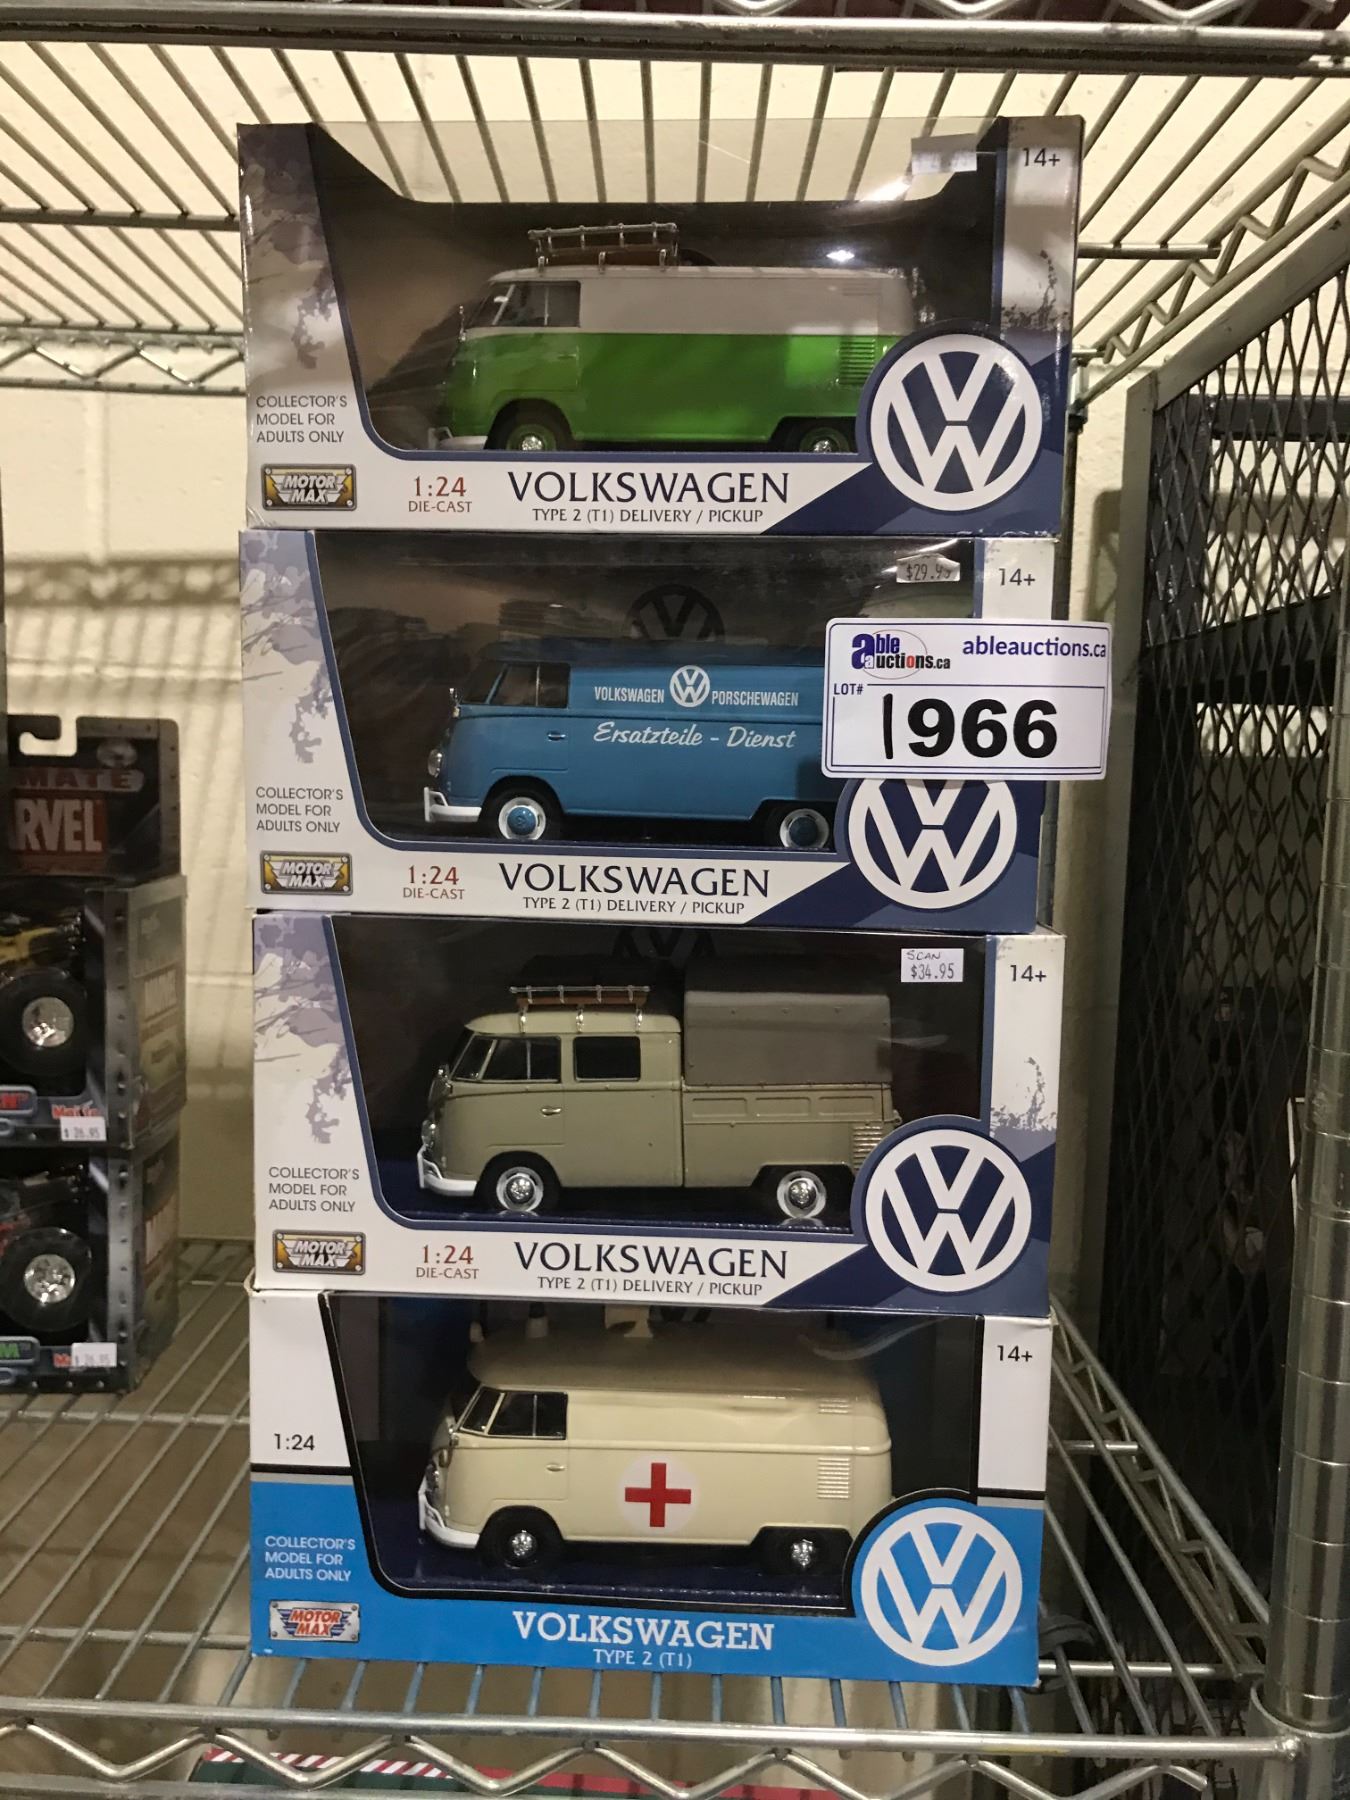 14+
COLLECTOR'S
MODEL FOR
ADULTS ONLY
MOTOR
MAX
1:24
DIE-CAST
VOLKSWAGEN
TYPE 2 (T1) DELIVERY / PICKUP
$29.95
14+
able
auctions.ca
ableauctions.ca
LOT#
1966
VOLKSWAGEN PORSCHEWAGEN
Ersatzteile - Dienst
COLLECTOR'S
MODEL FOR
ADULTS ONLY
MOTOR
MAX
1:24
DIE-CAST
VOLKSWAGEN
TYPE 2 (T1) DELIVERY / PICKUP
SCAN
$34.95
14+
COLLECTOR'S
MODEL FOR
ADULTS ONLY
MOTOR
MAX
1:24
DIE-CAST
VOLKSWAGEN
TYPE 2 (T1) DELIVERY / PICKUP
14+
1:24
COLLECTOR'S
MODEL FOR
ADULTS ONLY
MOTOR
MAX
VOLKSWAGEN
TYPE 2 (T1)